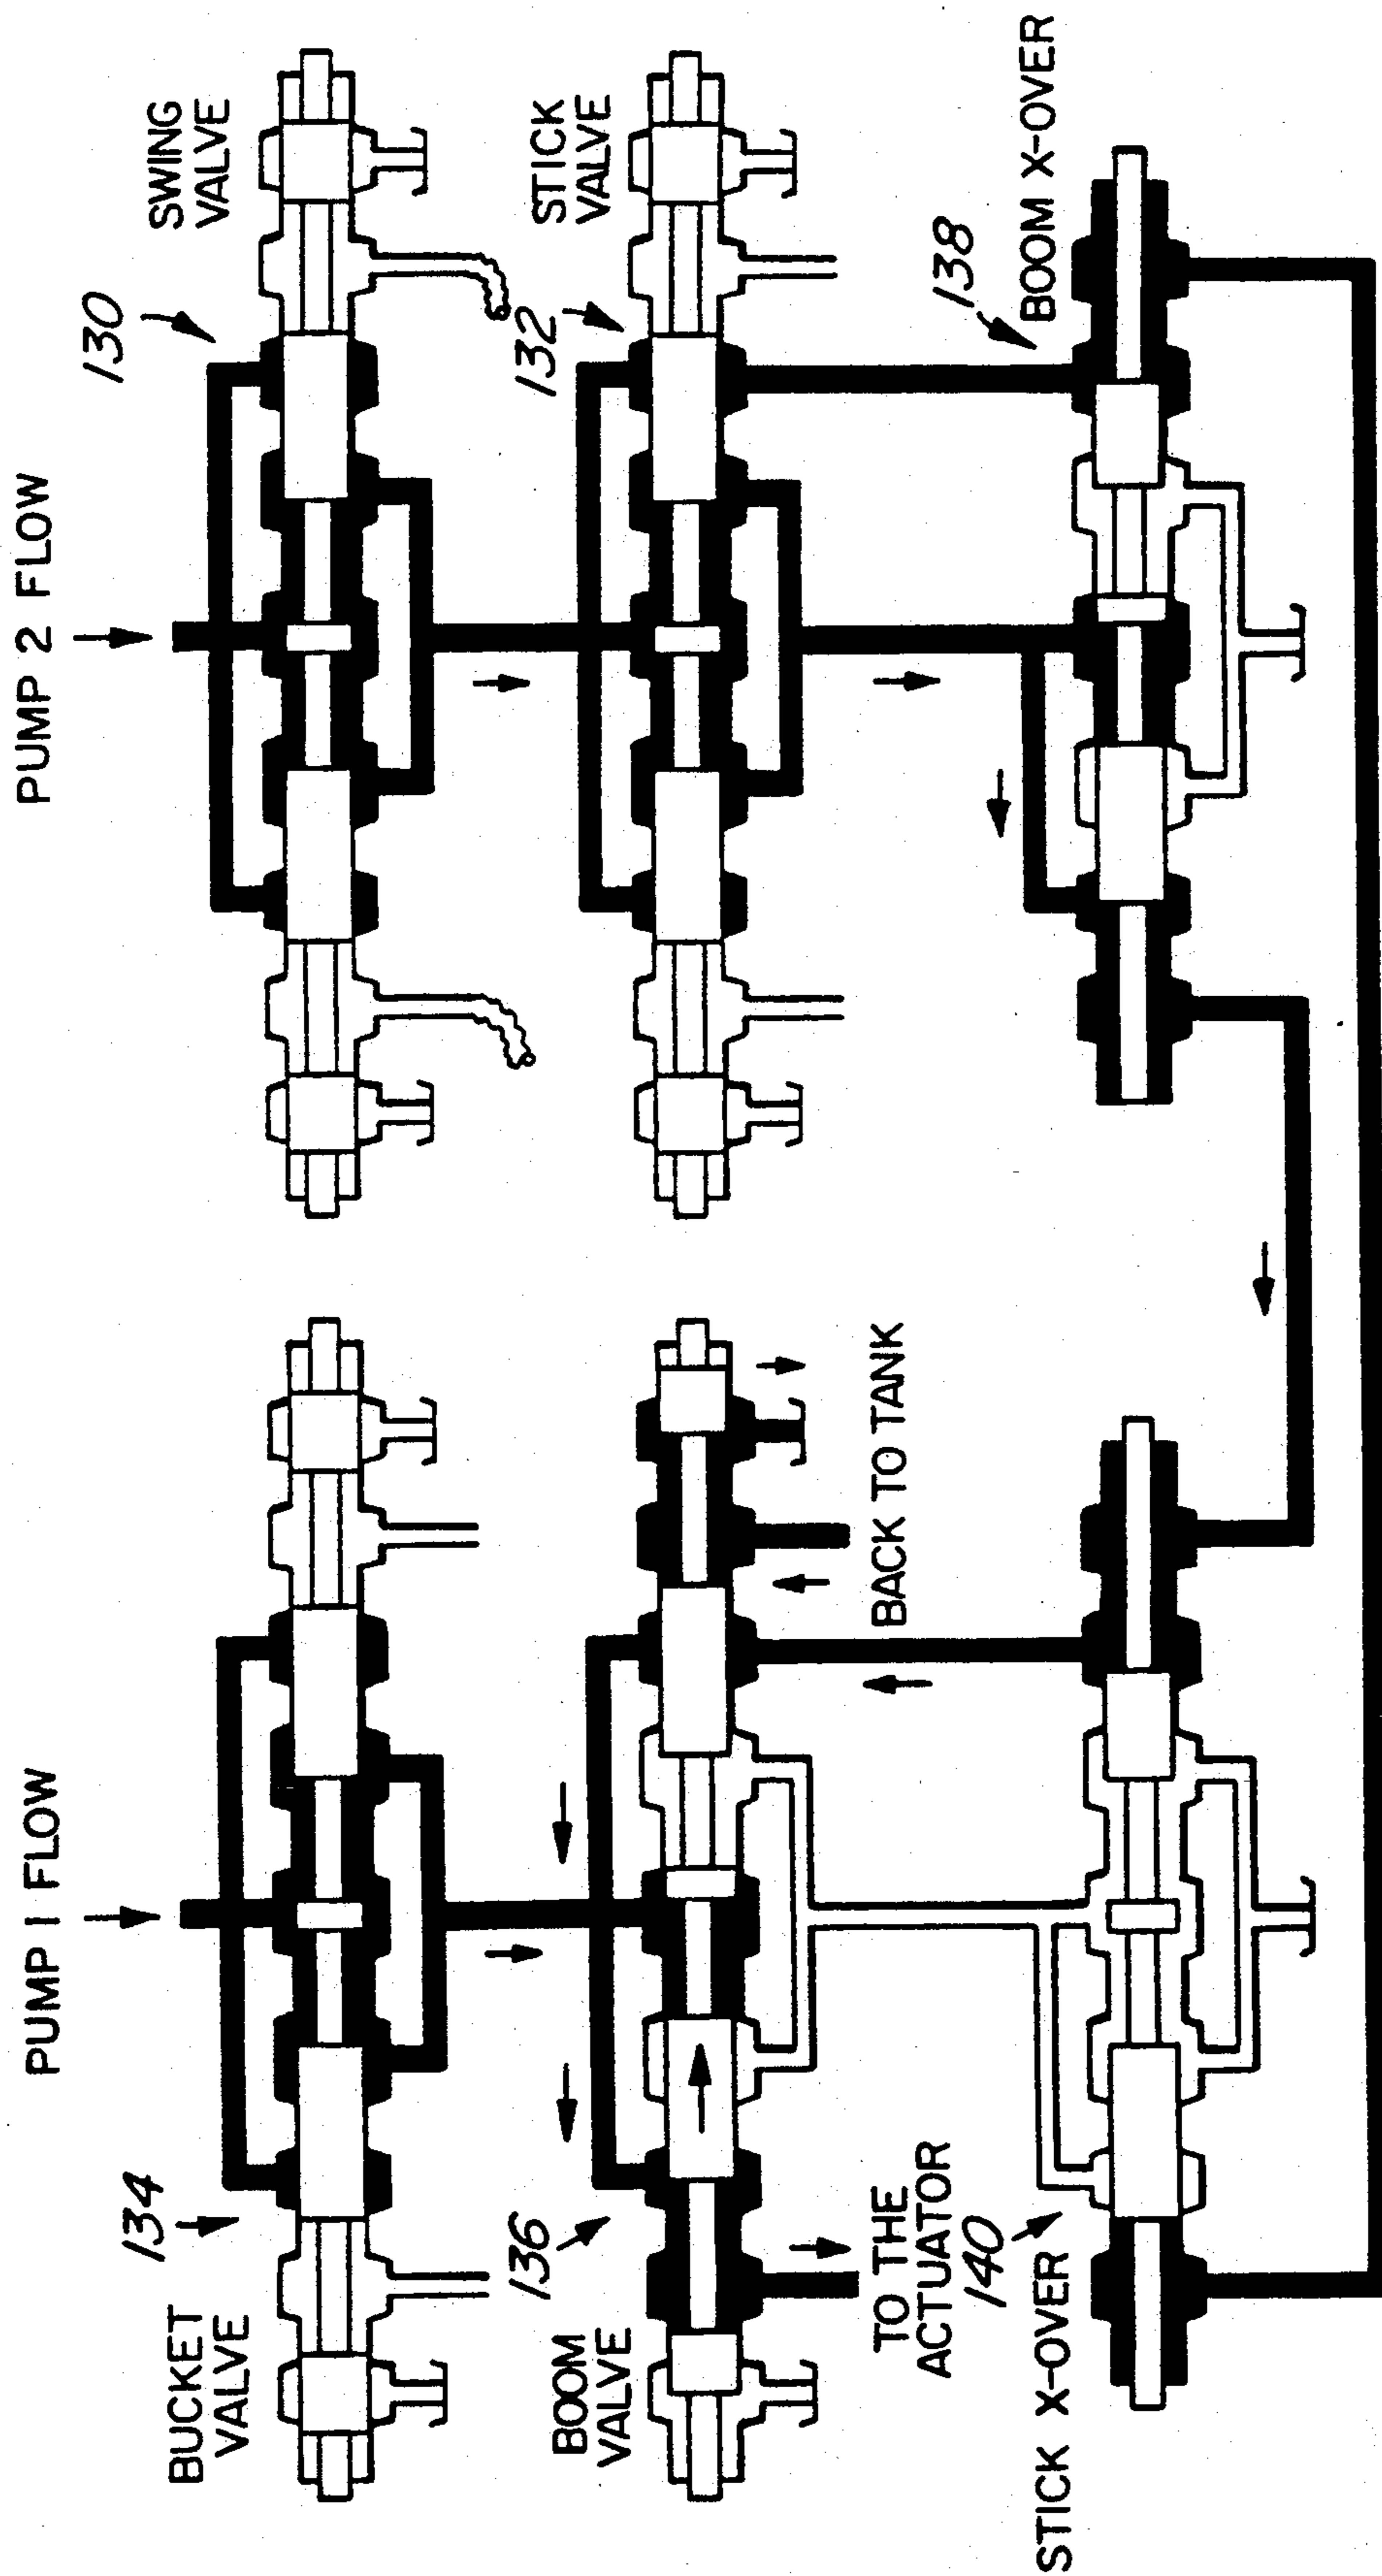 PUMP 1 FLOW
PUMP 2 FLOW
134
BUCKET
VALVE
130
SWING
VALVE
136
BOOM
VALVE
132
STICK
VALVE
TO THE
ACTUATOR
BACK TO TANK
140
STICK X-OVER
138
BOOM X-OVER